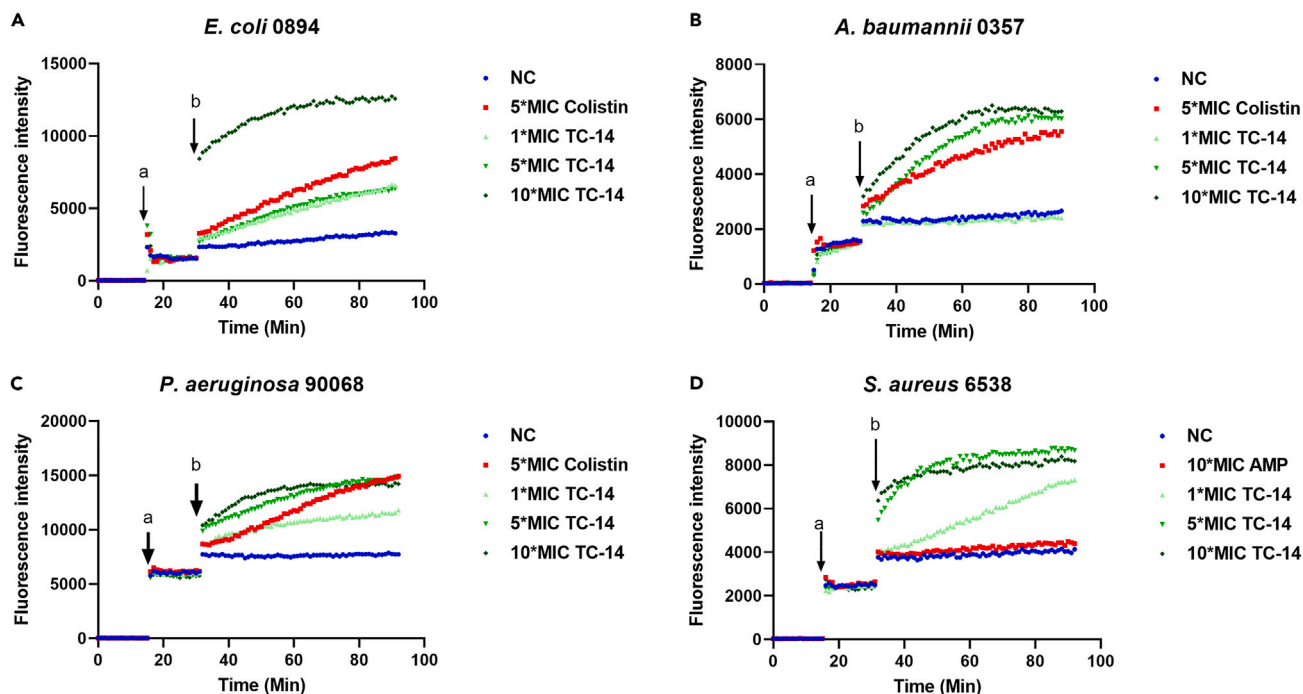 A
E. coli 0894
Fluorescence intensity
15000
10000
5000
0
0 20 40 60 80 100
Time (Min)
a
b
NC
5*MIC Colistin
1*MIC TC-14
5*MIC TC-14
10*MIC TC-14
B
A. baumannii 0357
Fluorescence intensity
8000
6000
4000
2000
0
0 20 40 60 80 100
Time (Min)
a
b
NC
5*MIC Colistin
1*MIC TC-14
5*MIC TC-14
10*MIC TC-14
C
P. aeruginosa 90068
Fluorescence intensity
20000
15000
10000
5000
0
0 20 40 60 80 100
Time (Min)
a
b
NC
5*MIC Colistin
1*MIC TC-14
5*MIC TC-14
10*MIC TC-14
D
S. aureus 6538
Fluorescence intensity
10000
8000
6000
4000
2000
0
0 20 40 60 80 100
Time (Min)
a
b
NC
10*MIC AMP
1*MIC TC-14
5*MIC TC-14
10*MIC TC-14